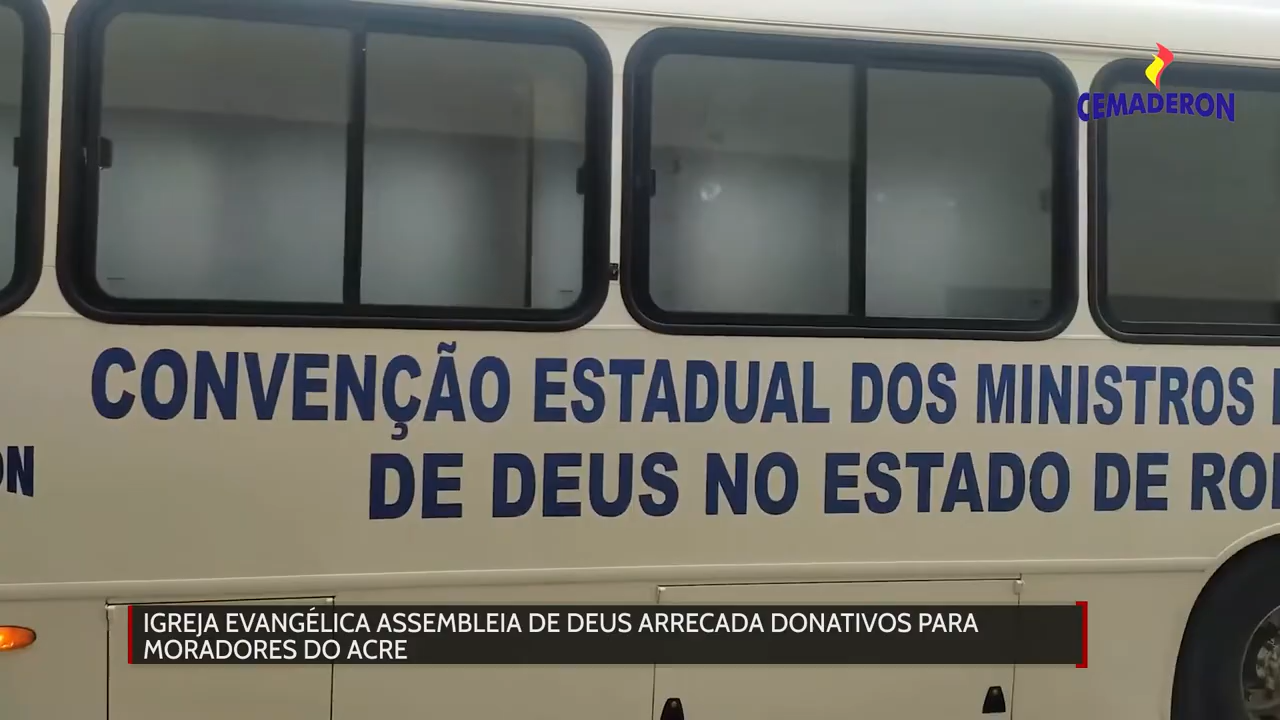 CEMADERON
CONVENÇÃO ESTADUAL DOS MINISTROS
DE DEUS NO ESTADO DE
IGREJA EVANGÉLICA ASSEMBLEIA DE DEUS ARRECADA DONATIVOS PARA
MORADORES DO ACRE